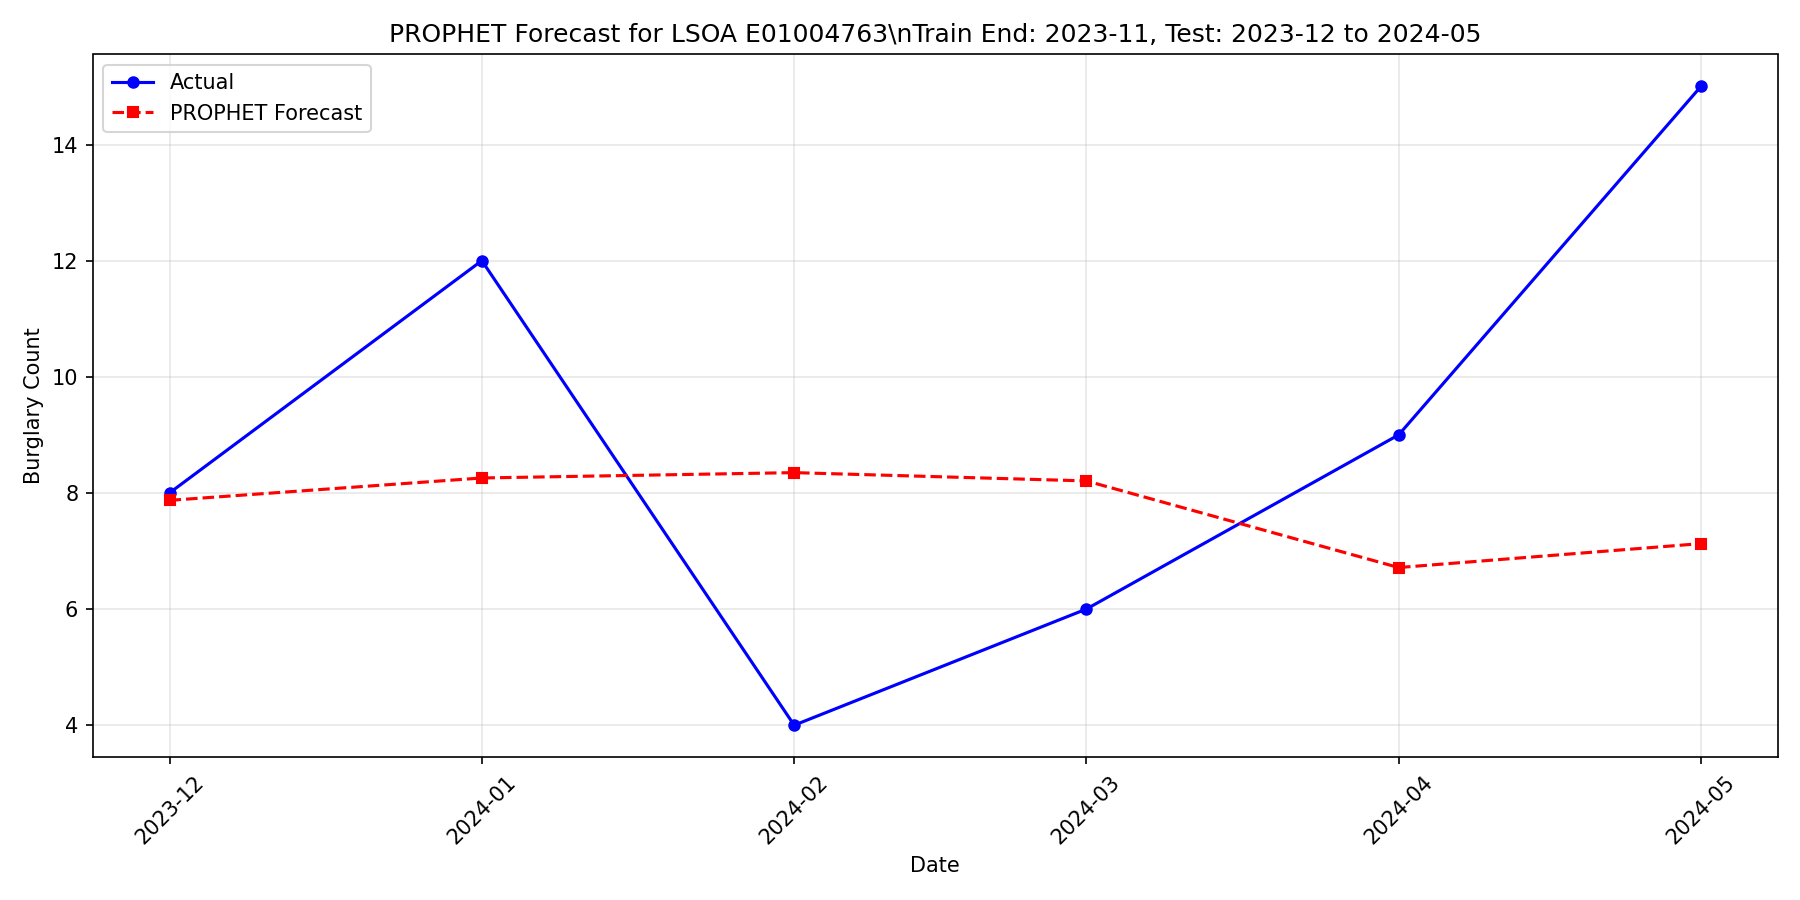 PROPHET Forecast for LSOA E01004763\nTrain End: 2023-11, Test: 2023-12 to 2024-05
Actual
PROPHET Forecast
Burglary Count
14
12
10
8
6
4
2023-12
2024-01
2024-02
2024-03
2024-04
2024-05
Date